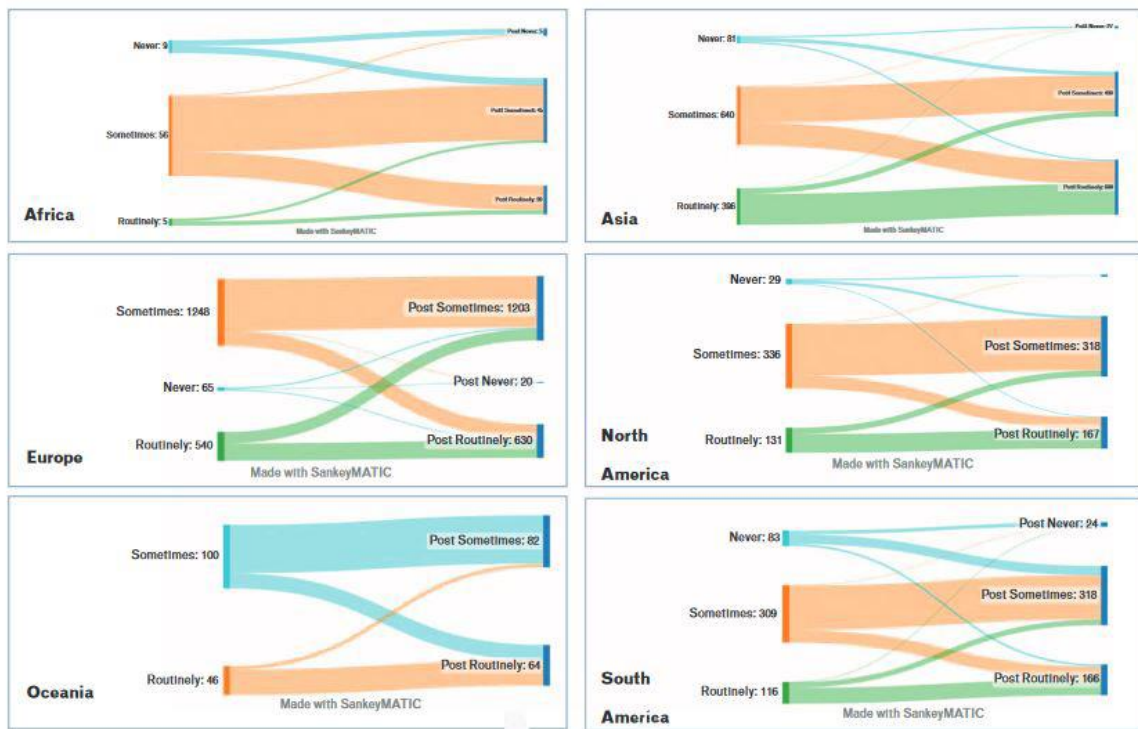 Never: 9
Post Never: 5
Sometimes: 56
Post Sometimes: 45
Routinely: 5
Africa
Made with SankeyMATIC
Never: 81
Post Never:
Sometimes: 640
Post Sometimes:
Routinely: 396
Post Routinely:
Asia
Made with SankeyMATIC
Sometimes: 1248
Post Sometimes: 1203
Never: 65
Post Never: 20
Routinely: 540
Post Routinely: 630
Europe
Made with SankeyMATIC
Never: 29
Sometimes: 336
Post Sometimes: 318
Routinely: 131
Post Routinely: 167
North
America
Made with SankeyMATIC
Sometimes: 100
Post Sometimes: 82
Routinely: 46
Post Routinely: 64
Oceania
Made with SankeyMATIC
Never: 83
Post Never: 24
Sometimes: 309
Post Sometimes: 318
Routinely: 116
Post Routinely: 166
South
America
Made with SankeyMATIC